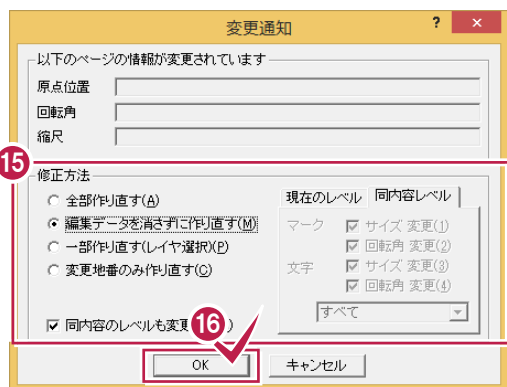 変更通知
? ×
以下のページの情報が変更されています
原点位置
回転角
縮尺
15
修正方法
全部作り直す(A)
編集データを消さずに作り直す(M)
一部作り直す(レイヤ選択)(P)
変更地番のみ作り直す(C)
現在のレベル 同内容レベル
マーク サイズ 変更(1)
回転角 変更(2)
文字 サイズ 変更(3)
回転角 変更(4)
すべて
同内容のレベルも変更
16
OK キャンセル